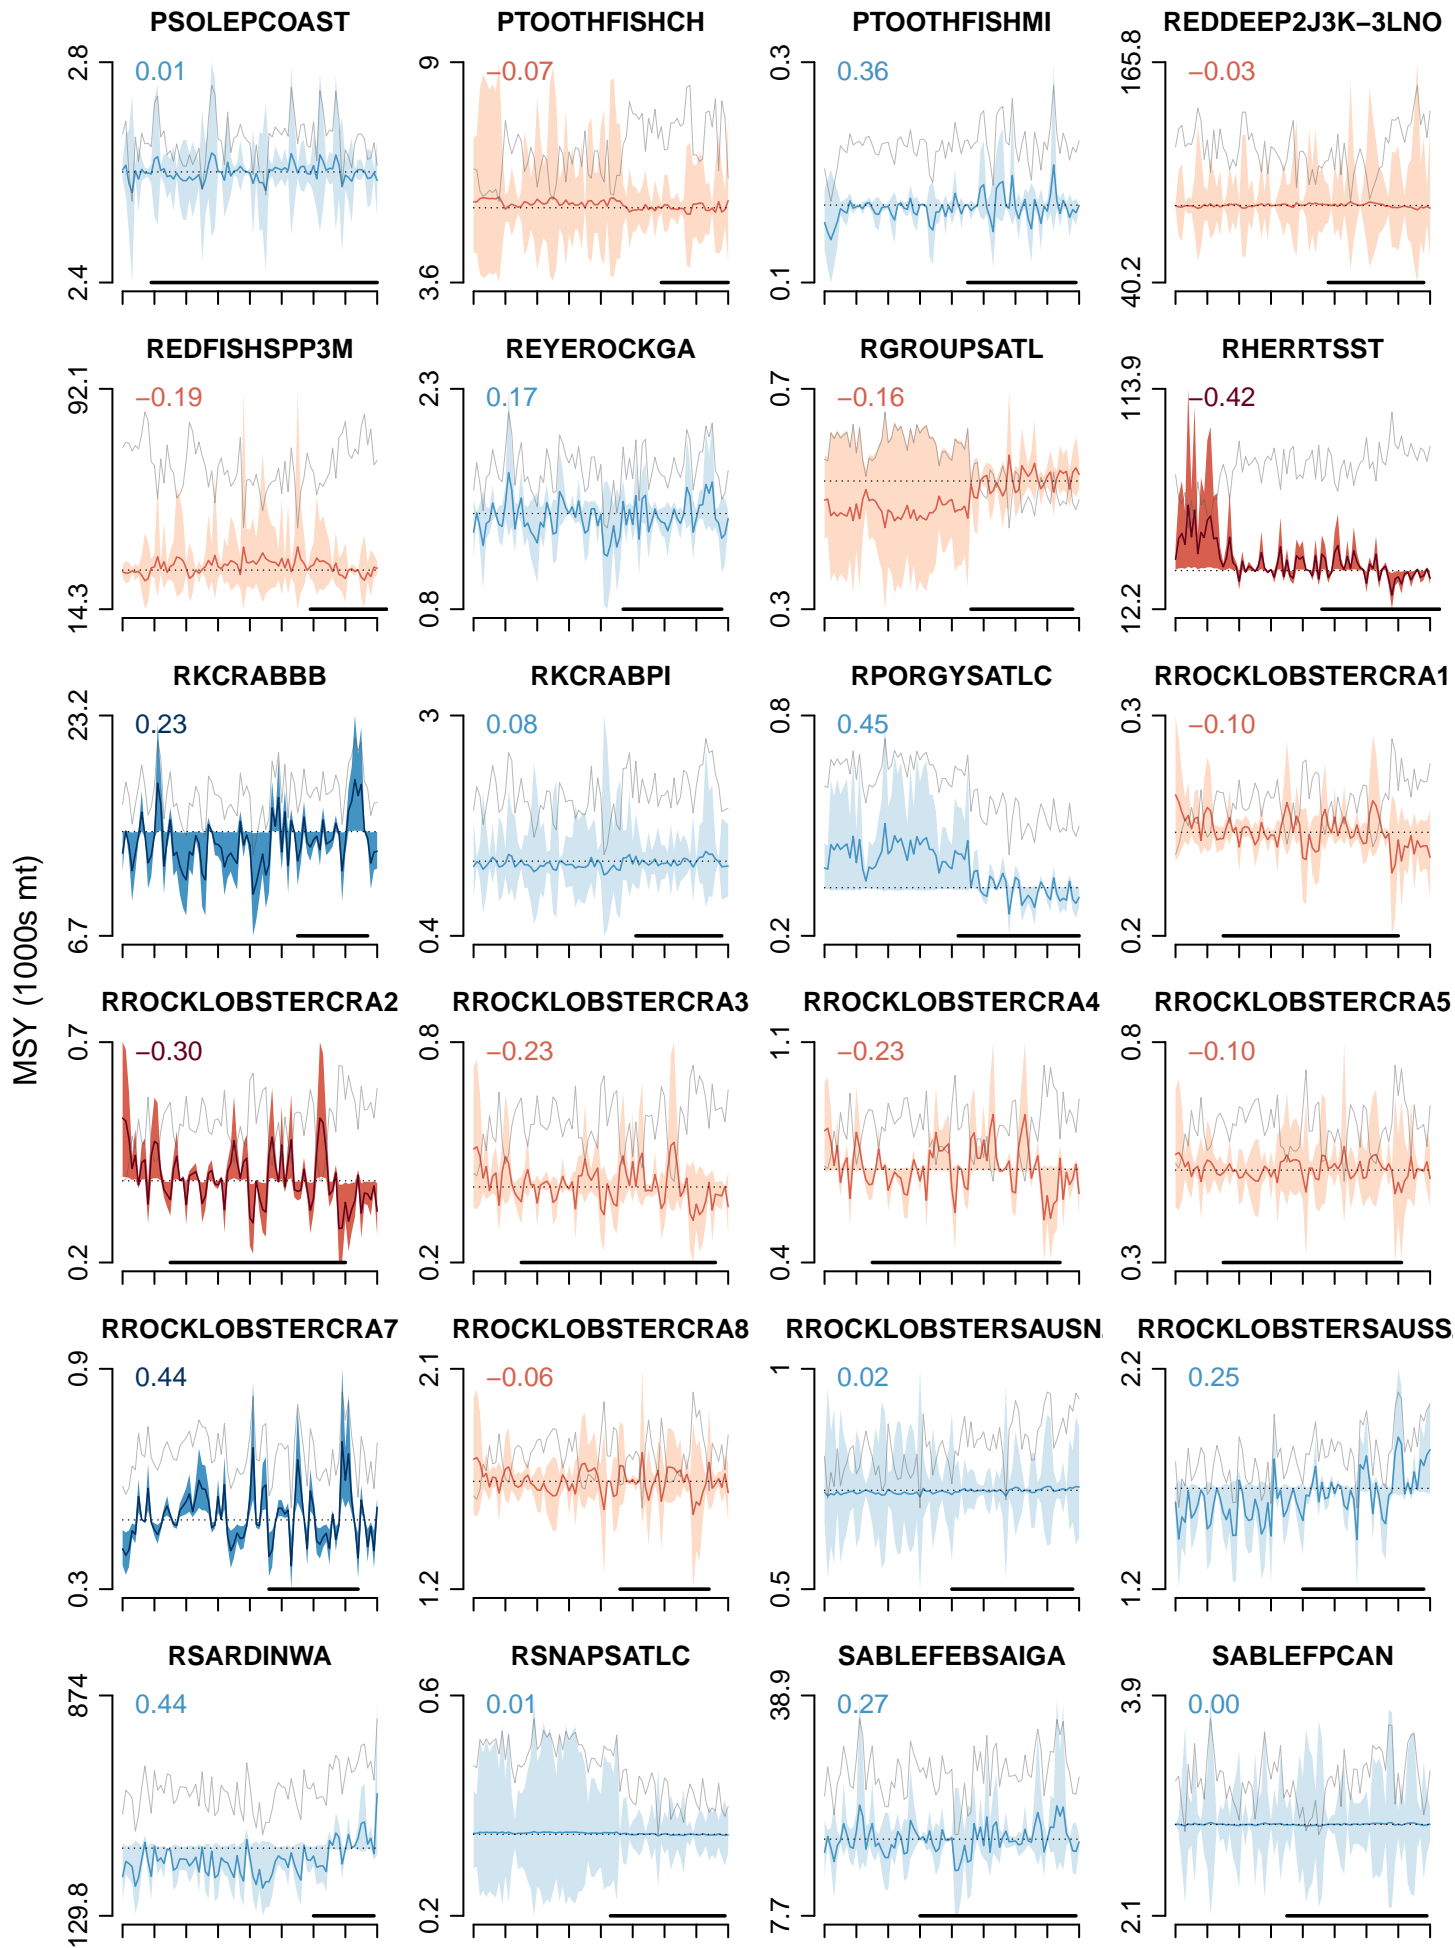 PSOLEPCOAST
2.8
2.4
0.01
PTOOTHFISHCH
9
3.6
−0.07
PTOOTHFISHMI
0.3
0.1
0.36
REDDEEP2J3K−3LNO
165.8
40.2
−0.03
REDFISHSPP3M
92.1
14.3
−0.19
REYEROCKGA
2.3
0.8
0.17
RGROUPSATL
0.7
0.3
−0.16
RHERRTSST
113.9
12.2
−0.42
MSY (1000s mt)
RKCRABBB
23.2
6.7
0.23
RKCRABPI
3
0.4
0.08
RPORGYSATLC
0.8
0.2
0.45
RROCKLOBSTERCRA1
0.3
0.2
−0.10
RROCKLOBSTERCRA2
0.7
0.2
−0.30
RROCKLOBSTERCRA3
0.8
0.2
−0.23
RROCKLOBSTERCRA4
1.1
0.4
−0.23
RROCKLOBSTERCRA5
0.8
0.3
−0.10
RROCKLOBSTERCRA7
0.9
0.3
0.44
RROCKLOBSTERCRA8
2.1
1.2
−0.06
RROCKLOBSTERSAUSN
1
0.5
0.02
RROCKLOBSTERSAUSS
2.2
1.2
0.25
RSARDINWA
874
129.8
0.44
RSNAPSATLC
0.6
0.2
0.01
SABLEFEBSAIGA
38.9
7.7
0.27
SABLEFPCAN
3.9
2.1
0.00